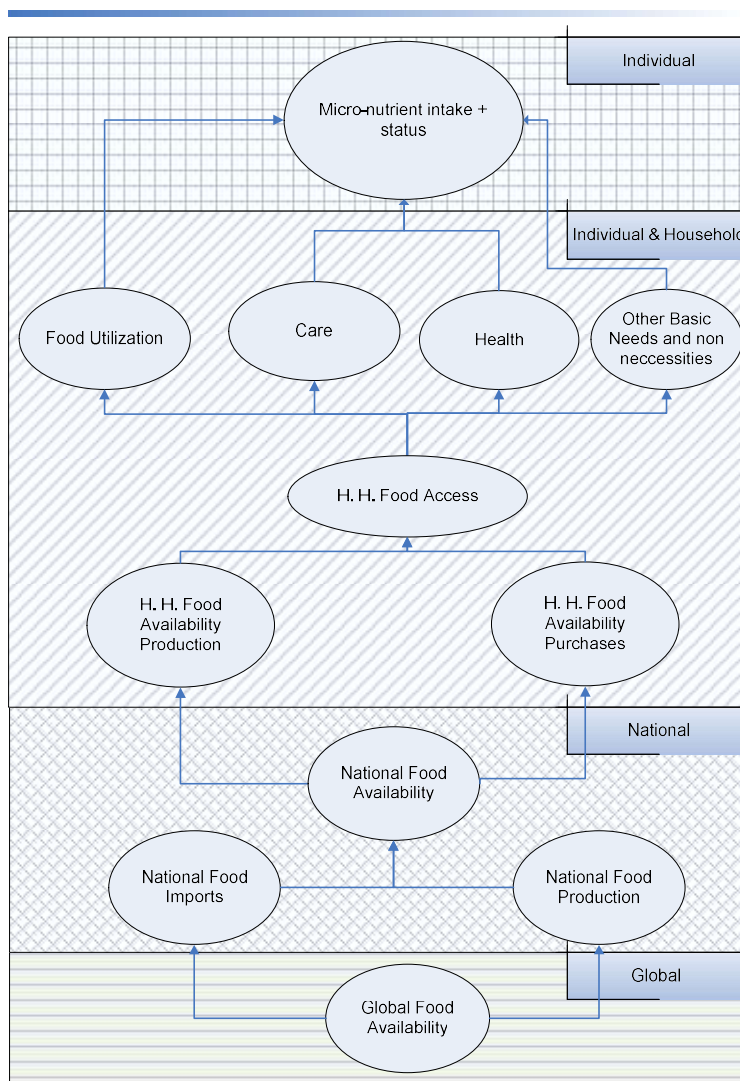 Individual
Micro-nutrient intake +
status
Individual & Household
Food Utilization
Care
Health
Other Basic
Needs and non
neccessities
H. H. Food Access
H. H. Food
Availability
Production
H. H. Food
Availability
Purchases
National
National Food
Availability
National Food
Imports
National Food
Production
Global
Global Food
Availability